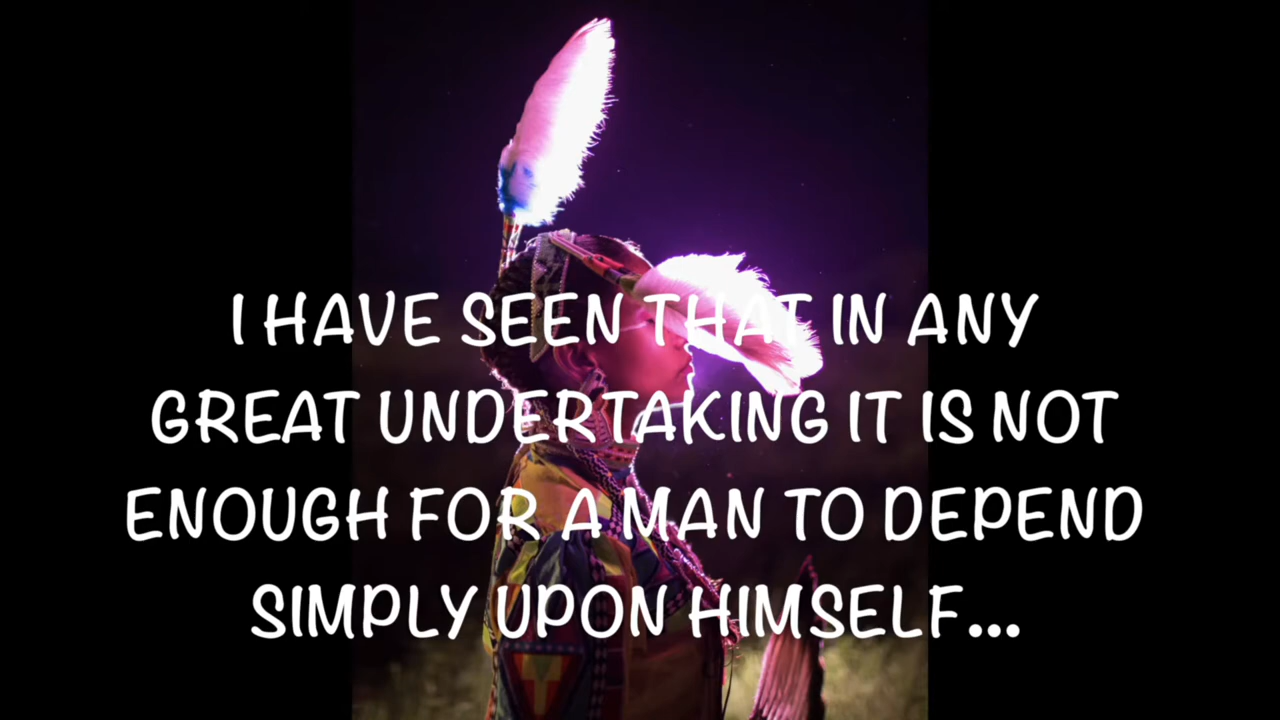 I HAVE SEEN THAT IN ANY
GREAT UNDERTAKING IT IS NOT
ENOUGH FOR A MAN TO DEPEND
SIMPLY UPON HIMSELF...